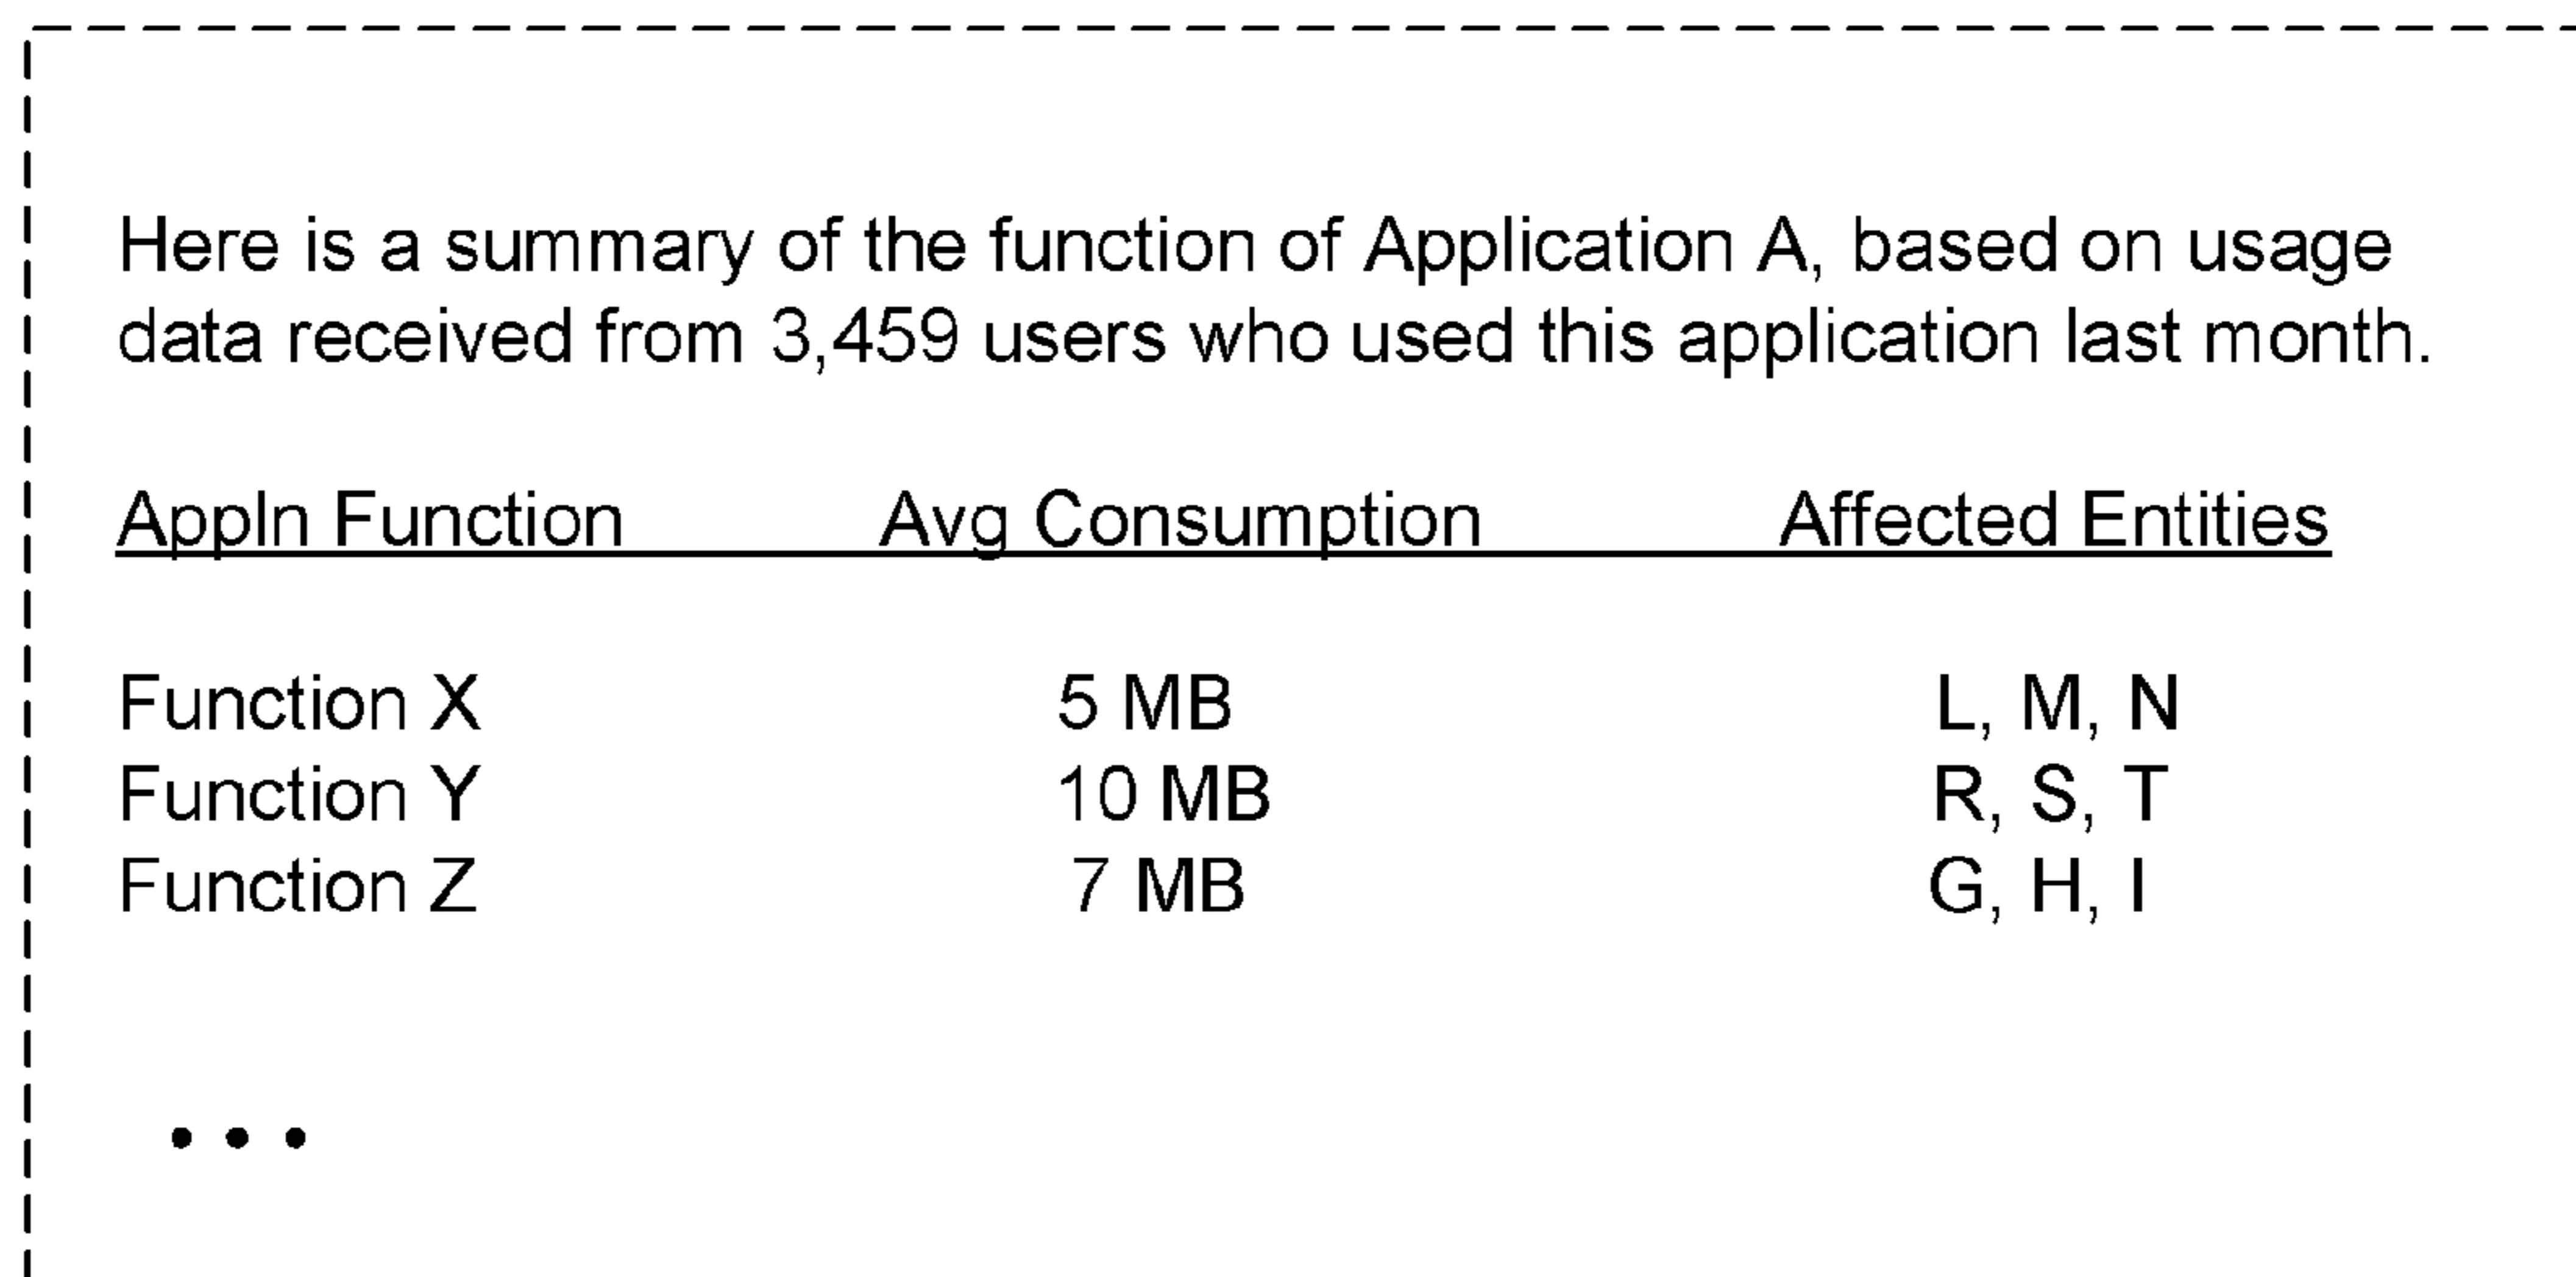 Here is a summary of the function of Application A, based on usage
data received from 3,459 users who used this application last month.
Appln Function Avg Consumption Affected Entities
Function X 5 MB L, M, N
Function Y 10 MB R, S, T
Function Z 7 MB G, H, I
• • •